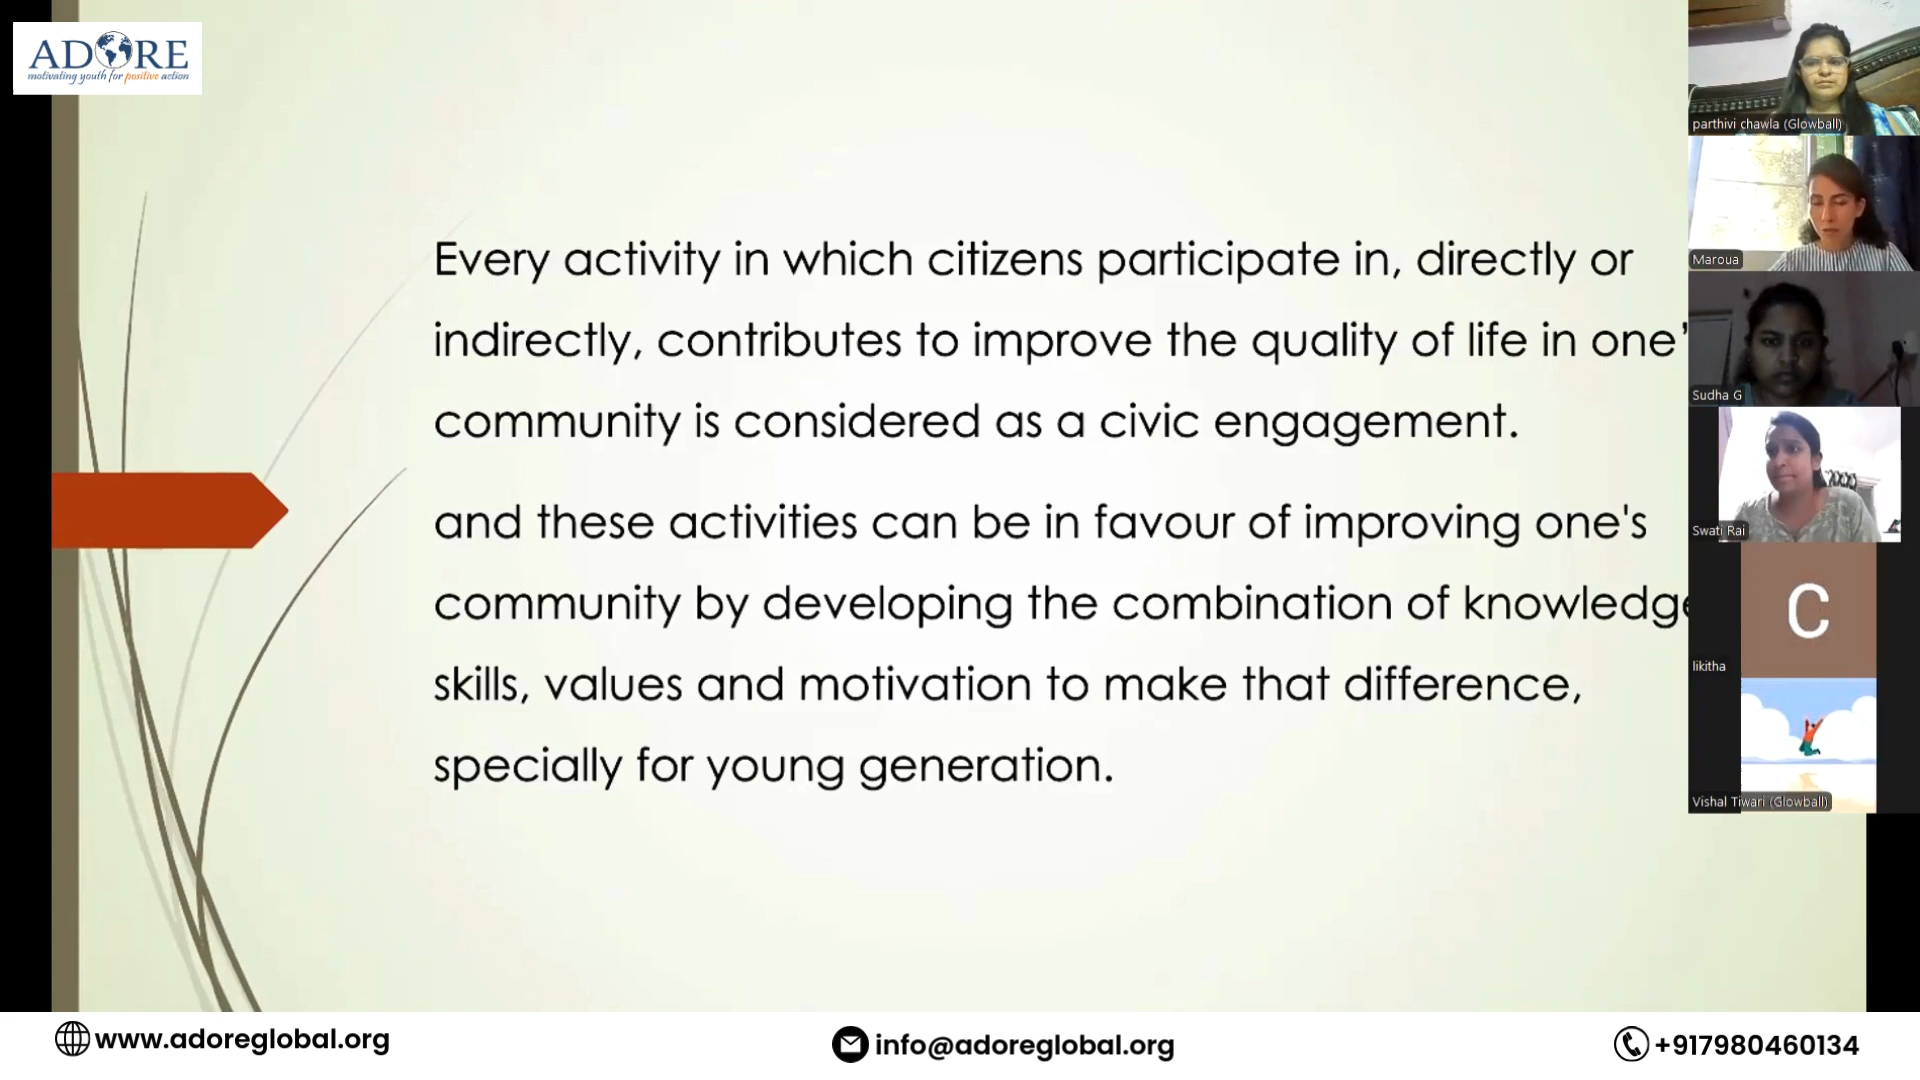 ADORE
motivating youth for positive action
Every activity in which citizens participate in, directly or
indirectly, contributes to improve the quality of life in one'
community is considered as a civic engagement.
and these activities can be in favour of improving one's
community by developing the combination of knowledge
skills, values and motivation to make that difference,
specially for young generation.
parthivi chawla (Glowball)
Maroua
Sudha G
Swati Rai
C
likitha
Vishal Tiwari (Glowball)
www.adoreglobal.org
info@adoreglobal.org
+917980460134